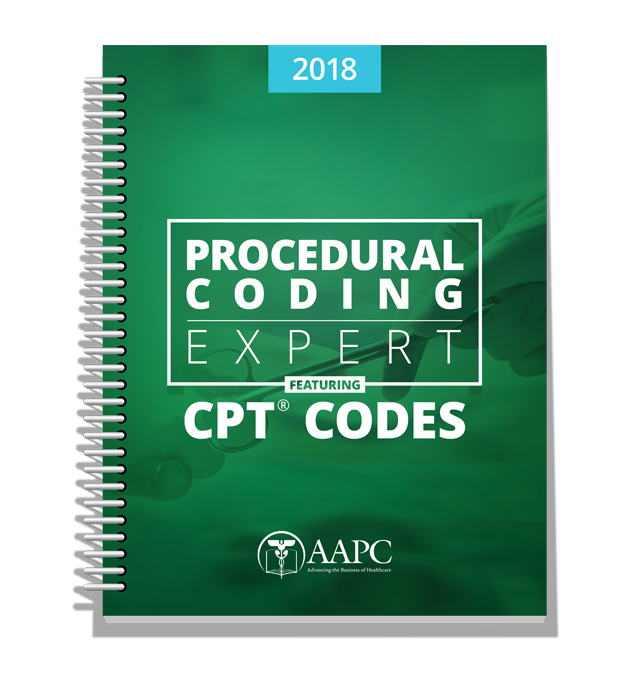 2018
PROCEDURAL
CODING
EXPERT
FEATURING
CPT® CODES
AAPC
Advancing the Business of Healthcare